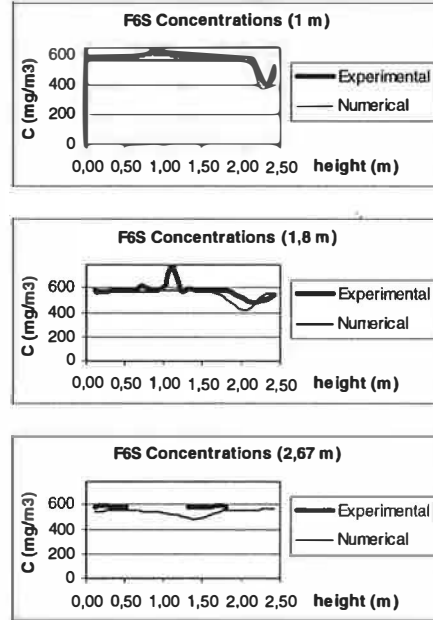 F6S Concentrations (1 m)
C (mg/m3)
600
400
200
0
0,00 0,50 1,00 1,50 2,00 2,50
height (m)
Experimental
Numerical
F6S Concentrations (1,8 m)
C (mg/m3)
600
400
200
0
0,00 0,50 1,00 1,50 2,00 2,50
height (m)
Experimental
Numerical
F6S Concentrations (2,67 m)
C (mg/m3)
600
400
200
0
0,00 0,50 1,00 1,50 2,00 2,50
height (m)
Experimental
Numerical